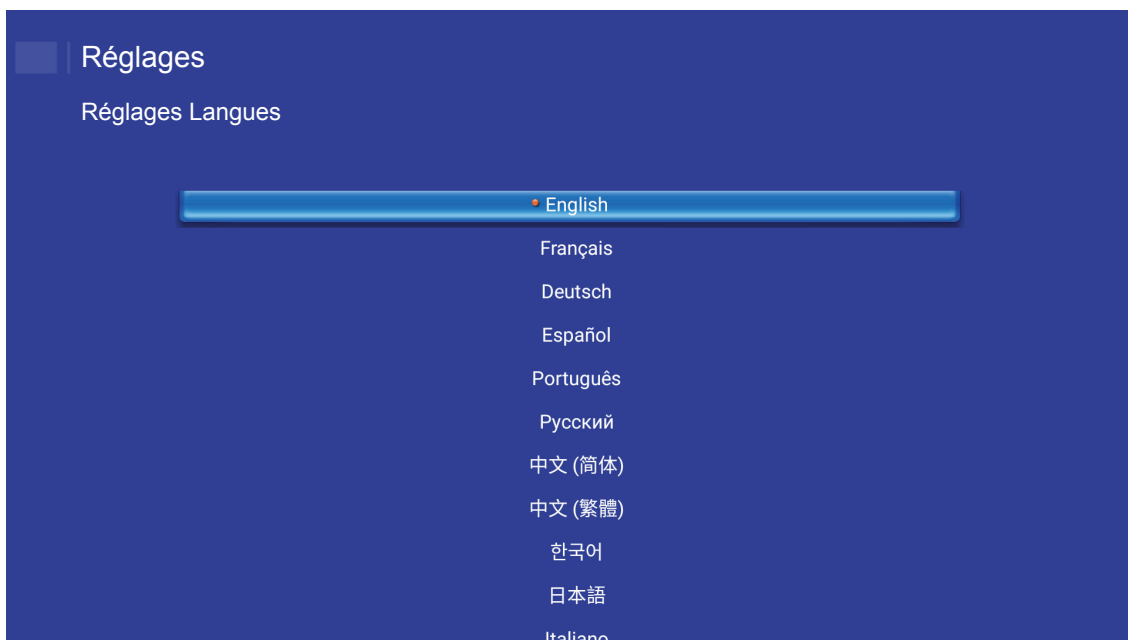 Réglages
Réglages Langues
English
Français
Deutsch
Español
Português
Русский
中文 (简体)
中文 (繁體)
한국어
日本語
Italiano